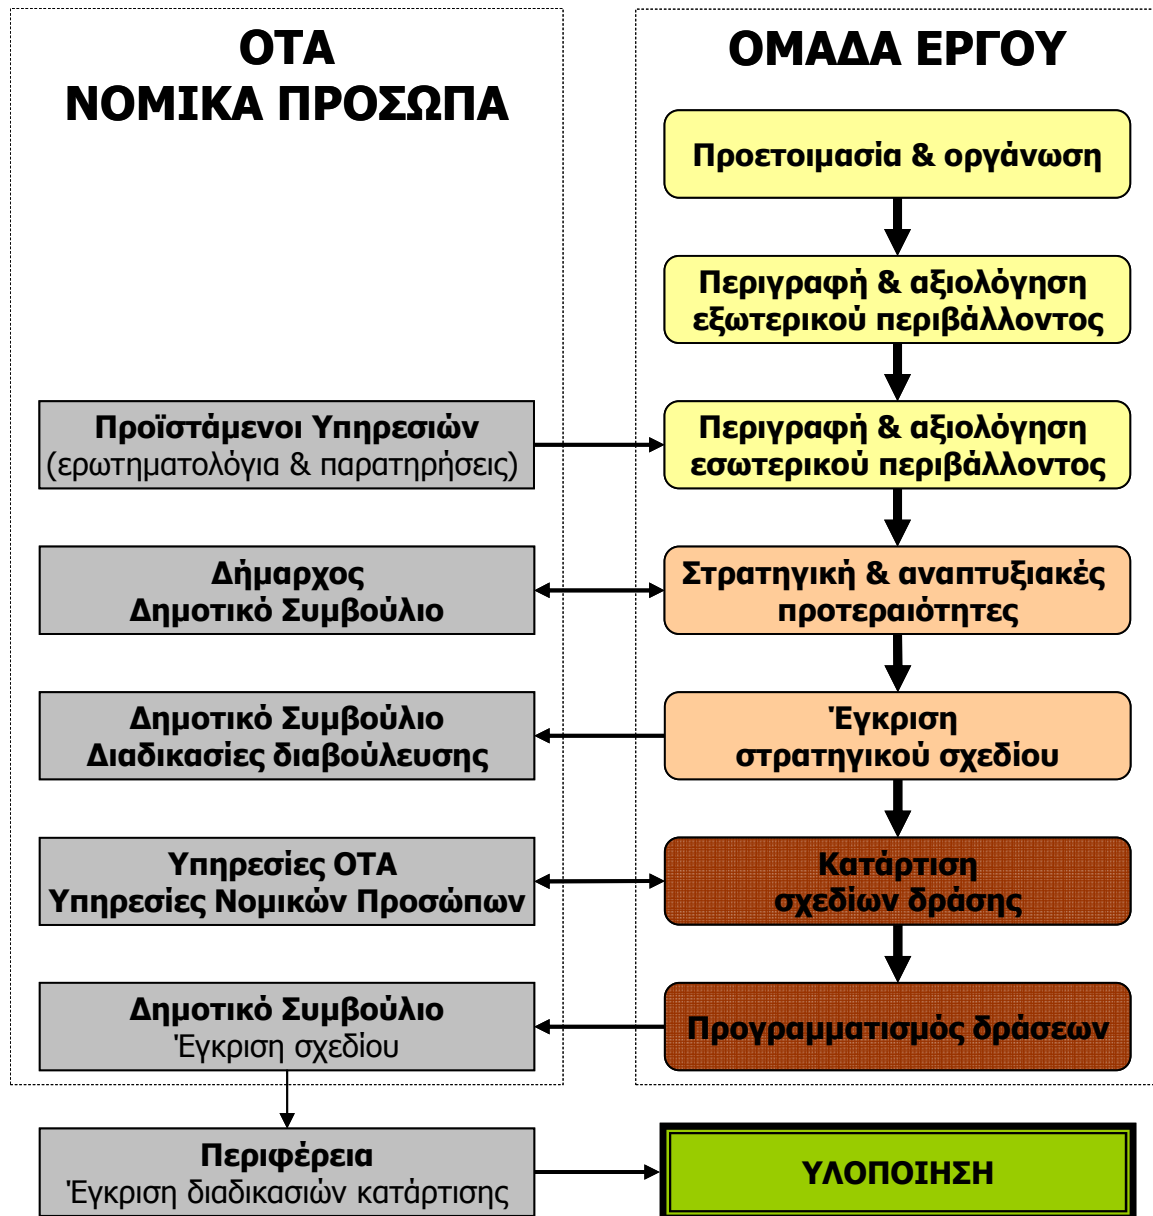 ΟΤΑ
ΝΟΜΙΚΑ ΠΡΟΣΩΠΑ
ΟΜΑΔΑ ΕΡΓΟΥ
Προετοιμασία & οργάνωση
Περιγραφή & αξιολόγηση
εξωτερικού περιβάλλοντος
Προϊστάμενοι Υπηρεσιών
(ερωτηματολόγια & παρατηρήσεις)
Περιγραφή & αξιολόγηση
εσωτερικού περιβάλλοντος
Δήμαρχος
Δημοτικό Συμβούλιο
Στρατηγική & αναπτυξιακές
προτεραιότητες
Δημοτικό Συμβούλιο
Διαδικασίες διαβούλευσης
Έγκριση
στρατηγικού σχεδίου
Υπηρεσίες ΟΤΑ
Υπηρεσίες Νομικών Προσώπων
Κατάρτιση
σχεδίων δράσης
Δημοτικό Συμβούλιο
Έγκριση σχεδίου
Προγραμματισμός δράσεων
Περιφέρεια
Έγκριση διαδικασιών κατάρτισης
ΥΛΟΠΟΙΗΣΗ